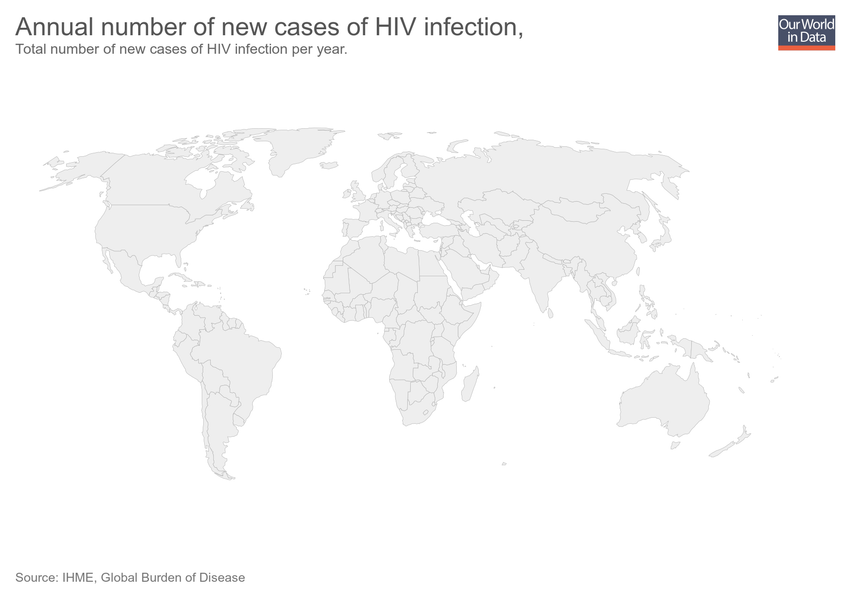 Annual number of new cases of HIV infection,
Total number of new cases of HIV infection per year.
Our World
in Data
Source: IHME, Global Burden of Disease